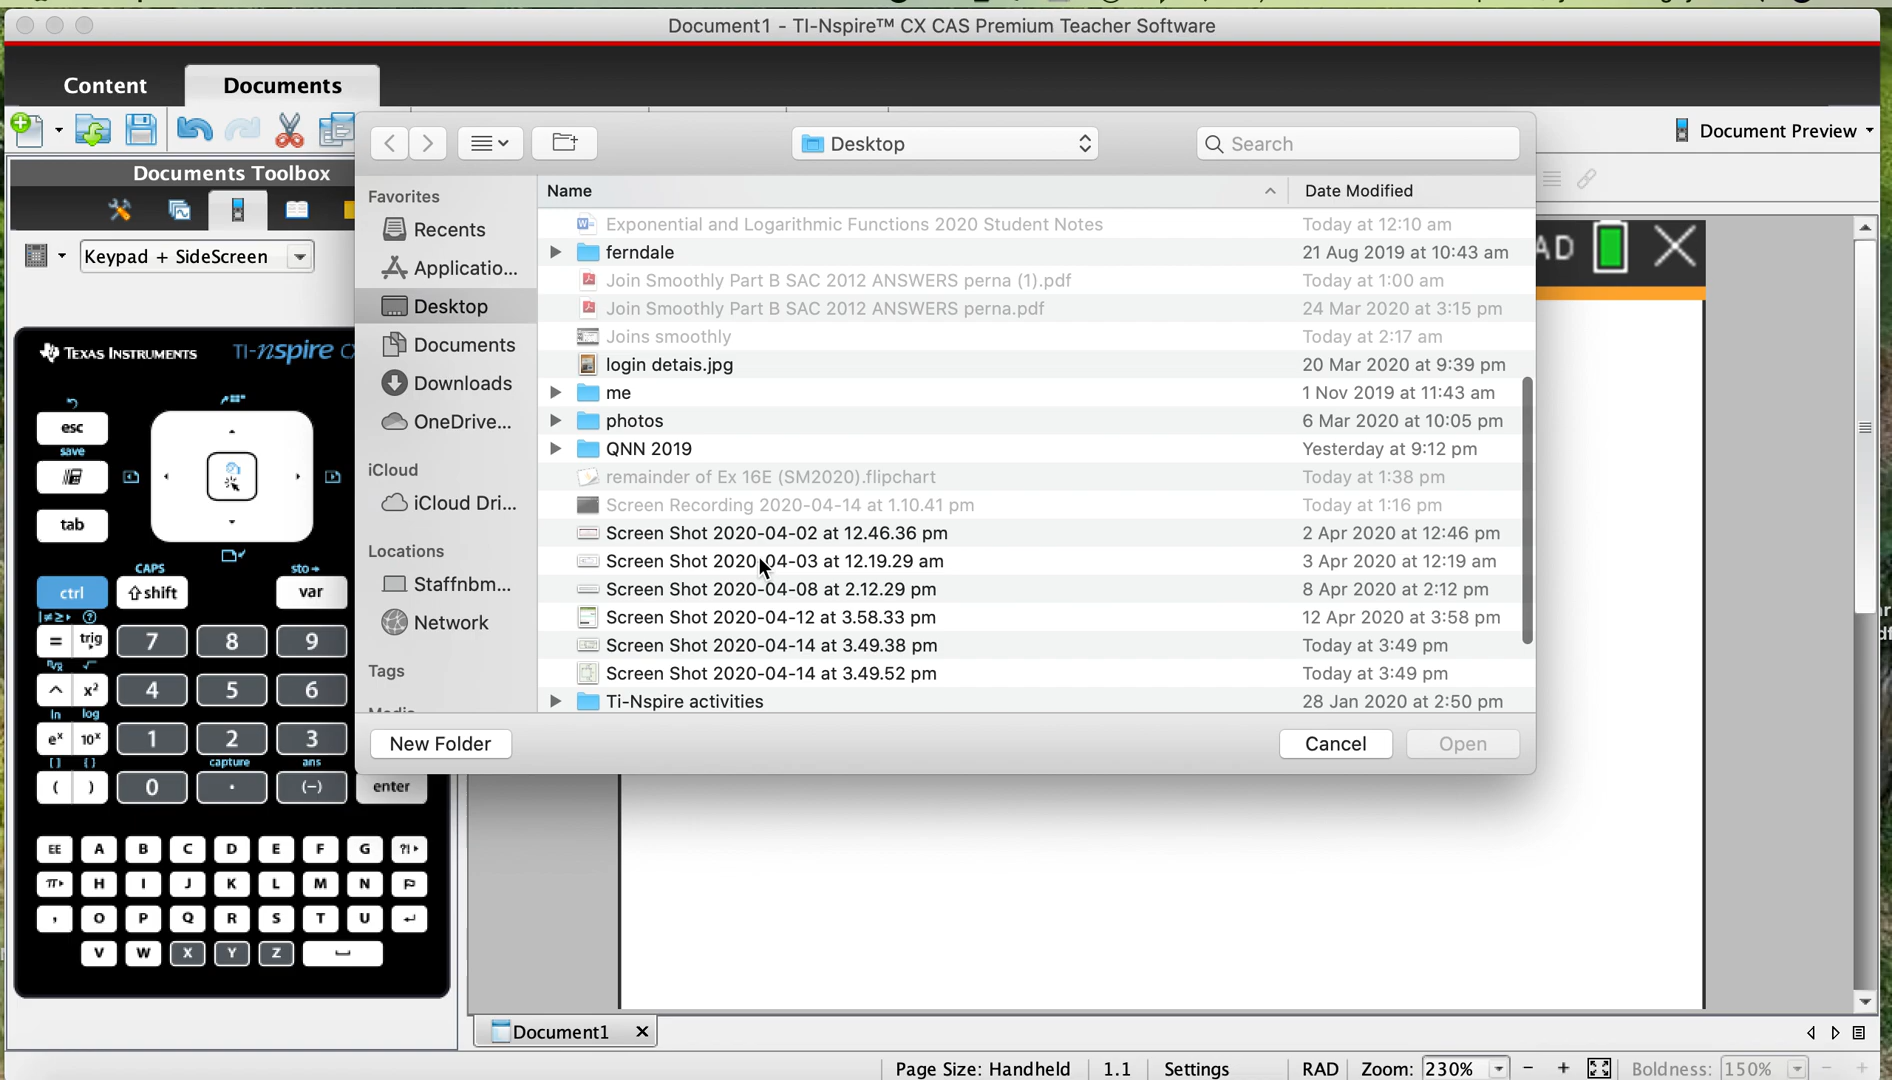 Document1 - TI-Nspire™ CX CAS Premium Teacher Software
Content
Documents
Document Preview
Documents Toolbox
Keypad + SideScreen
Desktop
Search
Favorites
Recents
Applicatio...
Desktop
Documents
Downloads
OneDrive...
iCloud
iCloud Dri...
Locations
Staffnbm...
Network
Tags
Name
Date Modified
Exponential and Logarithmic Functions 2020 Student Notes Today at 12:10 am
ferndale 21 Aug 2019 at 10:43 am
Join Smoothly Part B SAC 2012 ANSWERS perna (1).pdf Today at 1:00 am
Join Smoothly Part B SAC 2012 ANSWERS perna.pdf 24 Mar 2020 at 3:15 pm
Joins smoothly Today at 2:17 am
login detais.jpg 20 Mar 2020 at 9:39 pm
me 1 Nov 2019 at 11:43 am
photos 6 Mar 2020 at 10:05 pm
QNN 2019 Yesterday at 9:12 pm
remainder of Ex 16E (SM2020).flipchart Today at 1:38 pm
Screen Recording 2020-04-14 at 1.10.41 pm Today at 1:16 pm
Screen Shot 2020-04-02 at 12.46.36 pm 2 Apr 2020 at 12:46 pm
Screen Shot 2020-04-03 at 12.19.29 am 3 Apr 2020 at 12:19 am
Screen Shot 2020-04-08 at 2.12.29 pm 8 Apr 2020 at 2:12 pm
Screen Shot 2020-04-12 at 3.58.33 pm 12 Apr 2020 at 3:58 pm
Screen Shot 2020-04-14 at 3.49.38 pm Today at 3:49 pm
Screen Shot 2020-04-14 at 3.49.52 pm Today at 3:49 pm
Ti-Nspire activities 28 Jan 2020 at 2:50 pm
New Folder
Cancel
Open
AD
TEXAS INSTRUMENTS TI-nspire CX
esc
save
tab
CAPS sto→
ctrl shift var
= trig 7 8 9
^ x² 4 5 6
ln log
eˣ 10ˣ 1 2 3
[] {} capture ans
( ) 0 . (−) enter
EE A B C D E F G ?!▸
π▸ H I J K L M N
, O P Q R S T U
V W X Y Z
Document1
Page Size: Handheld 1.1 Settings RAD Zoom: 230% − + Boldness: 150% − +